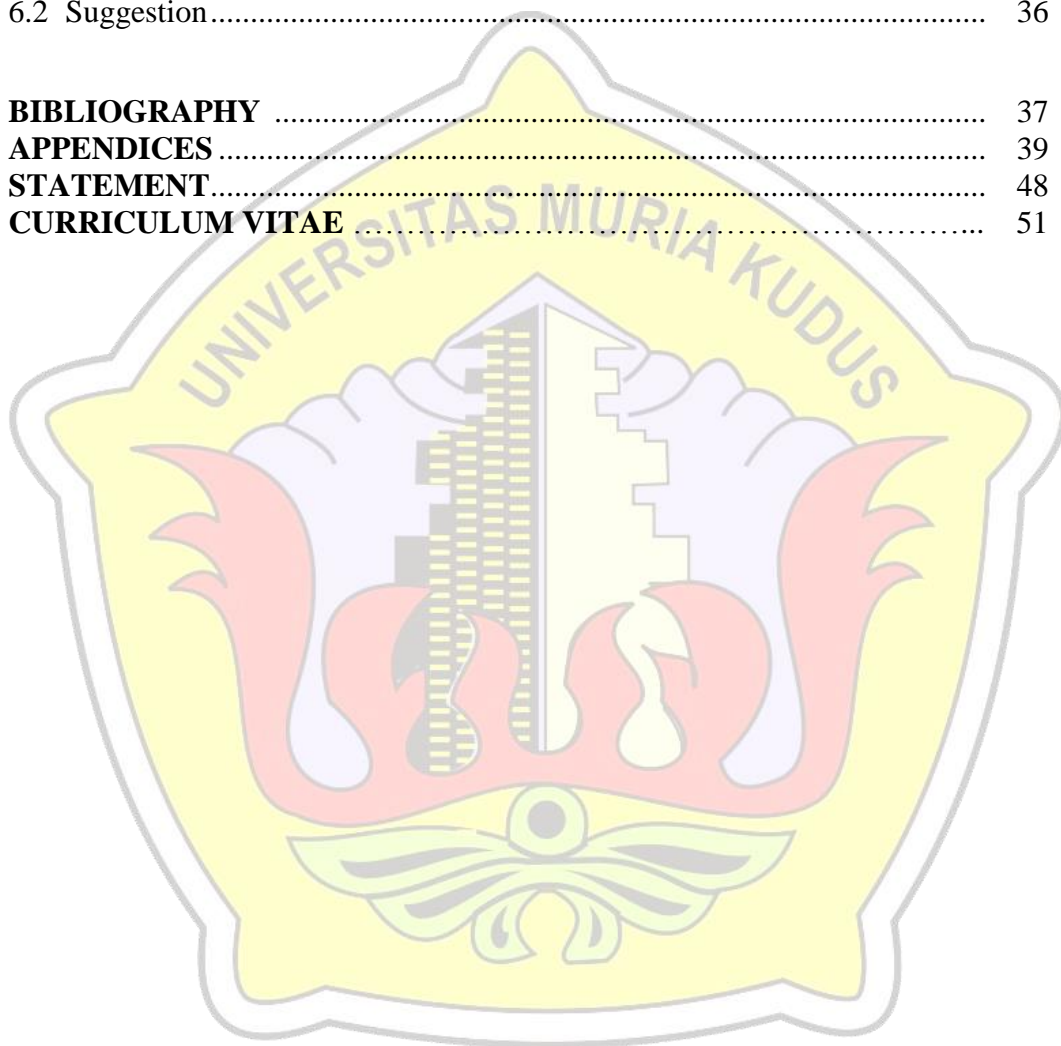 6.2 Suggestion.................................................................................................. 36
BIBLIOGRAPHY .......................................................................................... 37
APPENDICES ................................................................................................. 39
STATEMENT.................................................................................................. 48
CURRICULUM VITAE …………………………………………………………... 51
UNIVERSITAS MURIA KUDUS